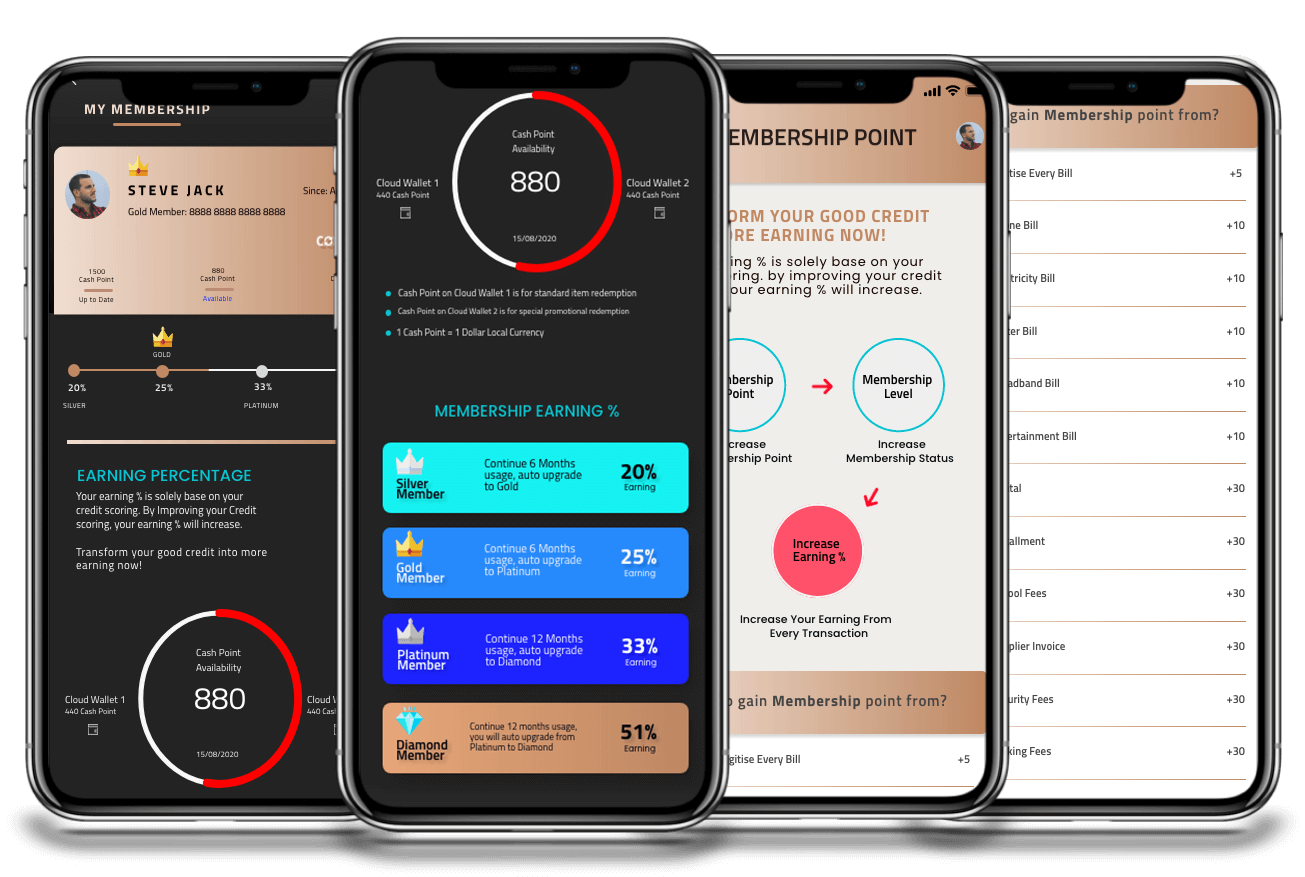 MY MEMBERSHIP
STEVE JACK
Since: A
Gold Member: 8888 8888 8888 8888
co
1500
Cash Point
Up to Date
880
Cash Point
Available
GOLD
20%
25%
33%
SILVER
PLATINUM
EARNING PERCENTAGE
Your earning % is solely base on your
credit scoring. By Improving your Credit
scoring, your earning % will increase.
Transform your good credit into more
earning now!
Cash Point
Availability
880
15/08/2020
Cloud Wallet 1
440 Cash Point
Cloud W
440 Cas
Cash Point
Availability
880
15/08/2020
Cloud Wallet 1
440 Cash Point
Cloud Wallet 2
440 Cash Point
Cash Point on Cloud Wallet 1 is for standard item redemption
Cash Point on Cloud Wallet 2 is for special promotional redemption
1 Cash Point = 1 Dollar Local Currency
MEMBERSHIP EARNING %
Silver
Member
Continue 6 Months
usage, auto upgrade
to Gold
20%
Earning
Gold
Member
Continue 6 Months
usage, auto upgrade
to Platinum
25%
Earning
Platinum
Member
Continue 12 Months
usage, auto upgrade
to Diamond
33%
Earning
Diamond
Member
Continue 12 months usage,
you will auto upgrade from
Platinum to Diamond
51%
Earning
EMBERSHIP POINT
ORM YOUR GOOD CREDIT
RE EARNING NOW!
ing % is solely base on your
ring. by improving your credit
our earning % will increase.
bership
Point
Membership
Level
crease
ership Point
Increase
Membership Status
Increase
Earning %
Increase Your Earning From
Every Transaction
o gain Membership point from?
gitise Every Bill +5
gain Membership point from?
tise Every Bill +5
ne Bill +10
tricity Bill +10
ter Bill +10
adband Bill +10
ertainment Bill +10
tal +30
allment +30
ool Fees +30
plier Invoice +30
urity Fees +30
king Fees +30